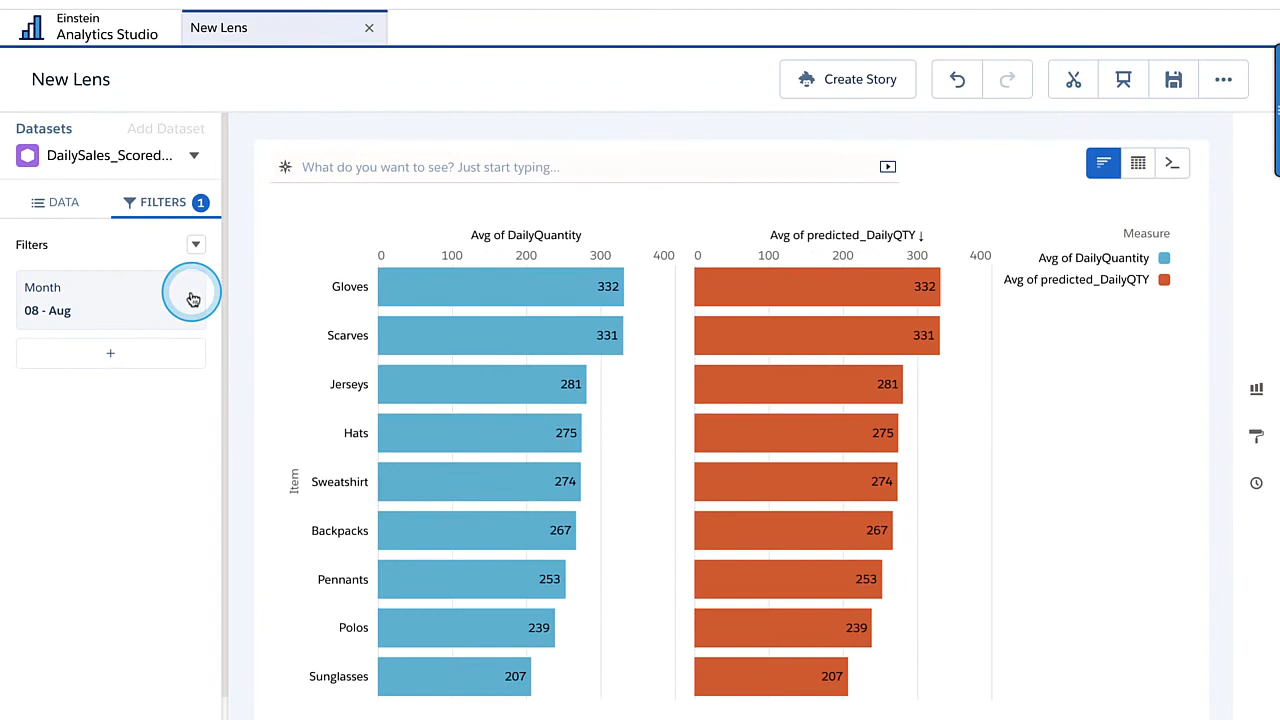 Einstein
Analytics Studio
New Lens
New Lens
Create Story
Datasets
Add Dataset
DailySales_Scored...
DATA
FILTERS 1
Filters
Month
08 - Aug
+
What do you want to see? Just start typing...
Avg of DailyQuantity
Avg of predicted_DailyQTY ↓
0 100 200 300 400
0 100 200 300 400
Measure
Avg of DailyQuantity
Avg of predicted_DailyQTY
Item
Gloves 332 332
Scarves 331 331
Jerseys 281 281
Hats 275 275
Sweatshirt 274 274
Backpacks 267 267
Pennants 253 253
Polos 239 239
Sunglasses 207 207